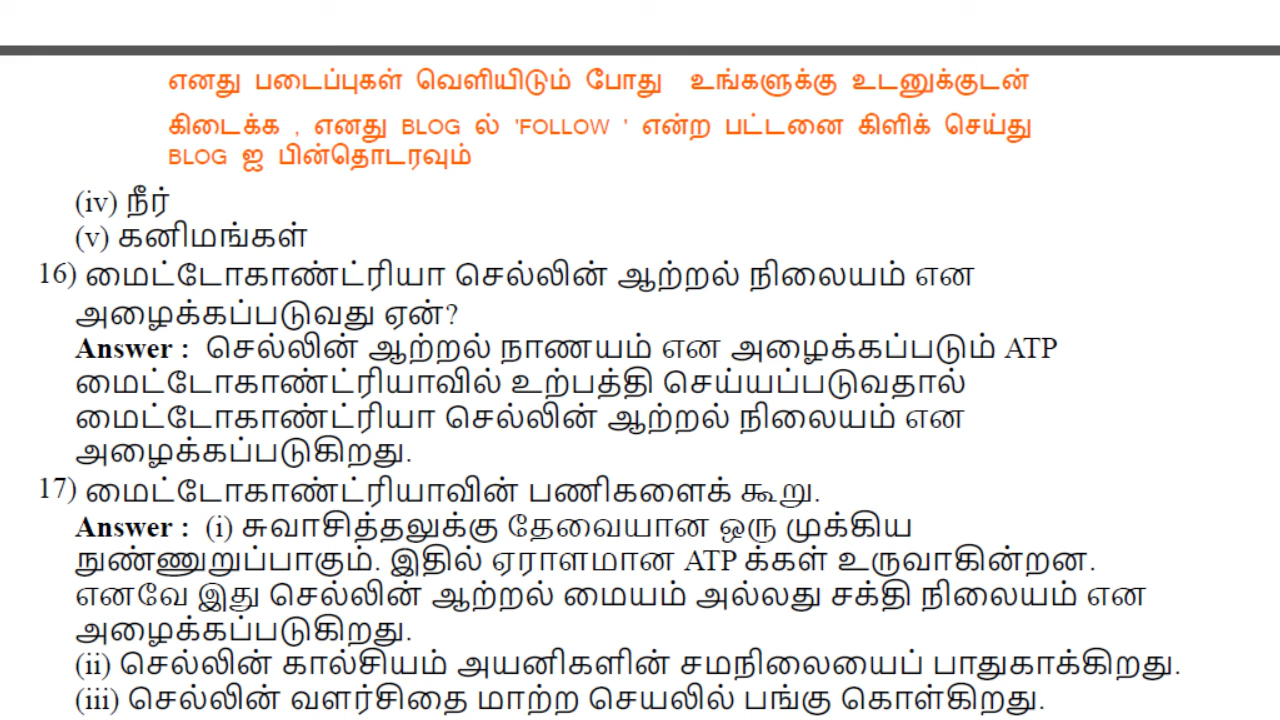 எனது படைப்புகள் வெளியிடும் போது உங்களுக்கு உடனுக்குடன்
கிடைக்க , எனது BLOG ல் 'FOLLOW ' என்ற பட்டனை கிளிக் செய்து
BLOG ஐ பின்தொடரவும்
(iv) நீர்
(v) கனிமங்கள்
16) மைட்டோகாண்ட்ரியா செல்லின் ஆற்றல் நிலையம் என
அழைக்கப்படுவது ஏன்?
Answer : செல்லின் ஆற்றல் நாணயம் என அழைக்கப்படும் ATP
மைட்டோகாண்ட்ரியாவில் உற்பத்தி செய்யப்படுவதால்
மைட்டோகாண்ட்ரியா செல்லின் ஆற்றல் நிலையம் என
அழைக்கப்படுகிறது.
17) மைட்டோகாண்ட்ரியாவின் பணிகளைக் கூறு.
Answer : (i) சுவாசித்தலுக்கு தேவையான ஒரு முக்கிய
நுண்ணுறுப்பாகும். இதில் ஏராளமான ATP க்கள் உருவாகின்றன.
எனவே இது செல்லின் ஆற்றல் மையம் அல்லது சக்தி நிலையம் என
அழைக்கப்படுகிறது.
(ii) செல்லின் கால்சியம் அயனிகளின் சமநிலையைப் பாதுகாக்கிறது.
(iii) செல்லின் வளர்சிதை மாற்ற செயலில் பங்கு கொள்கிறது.